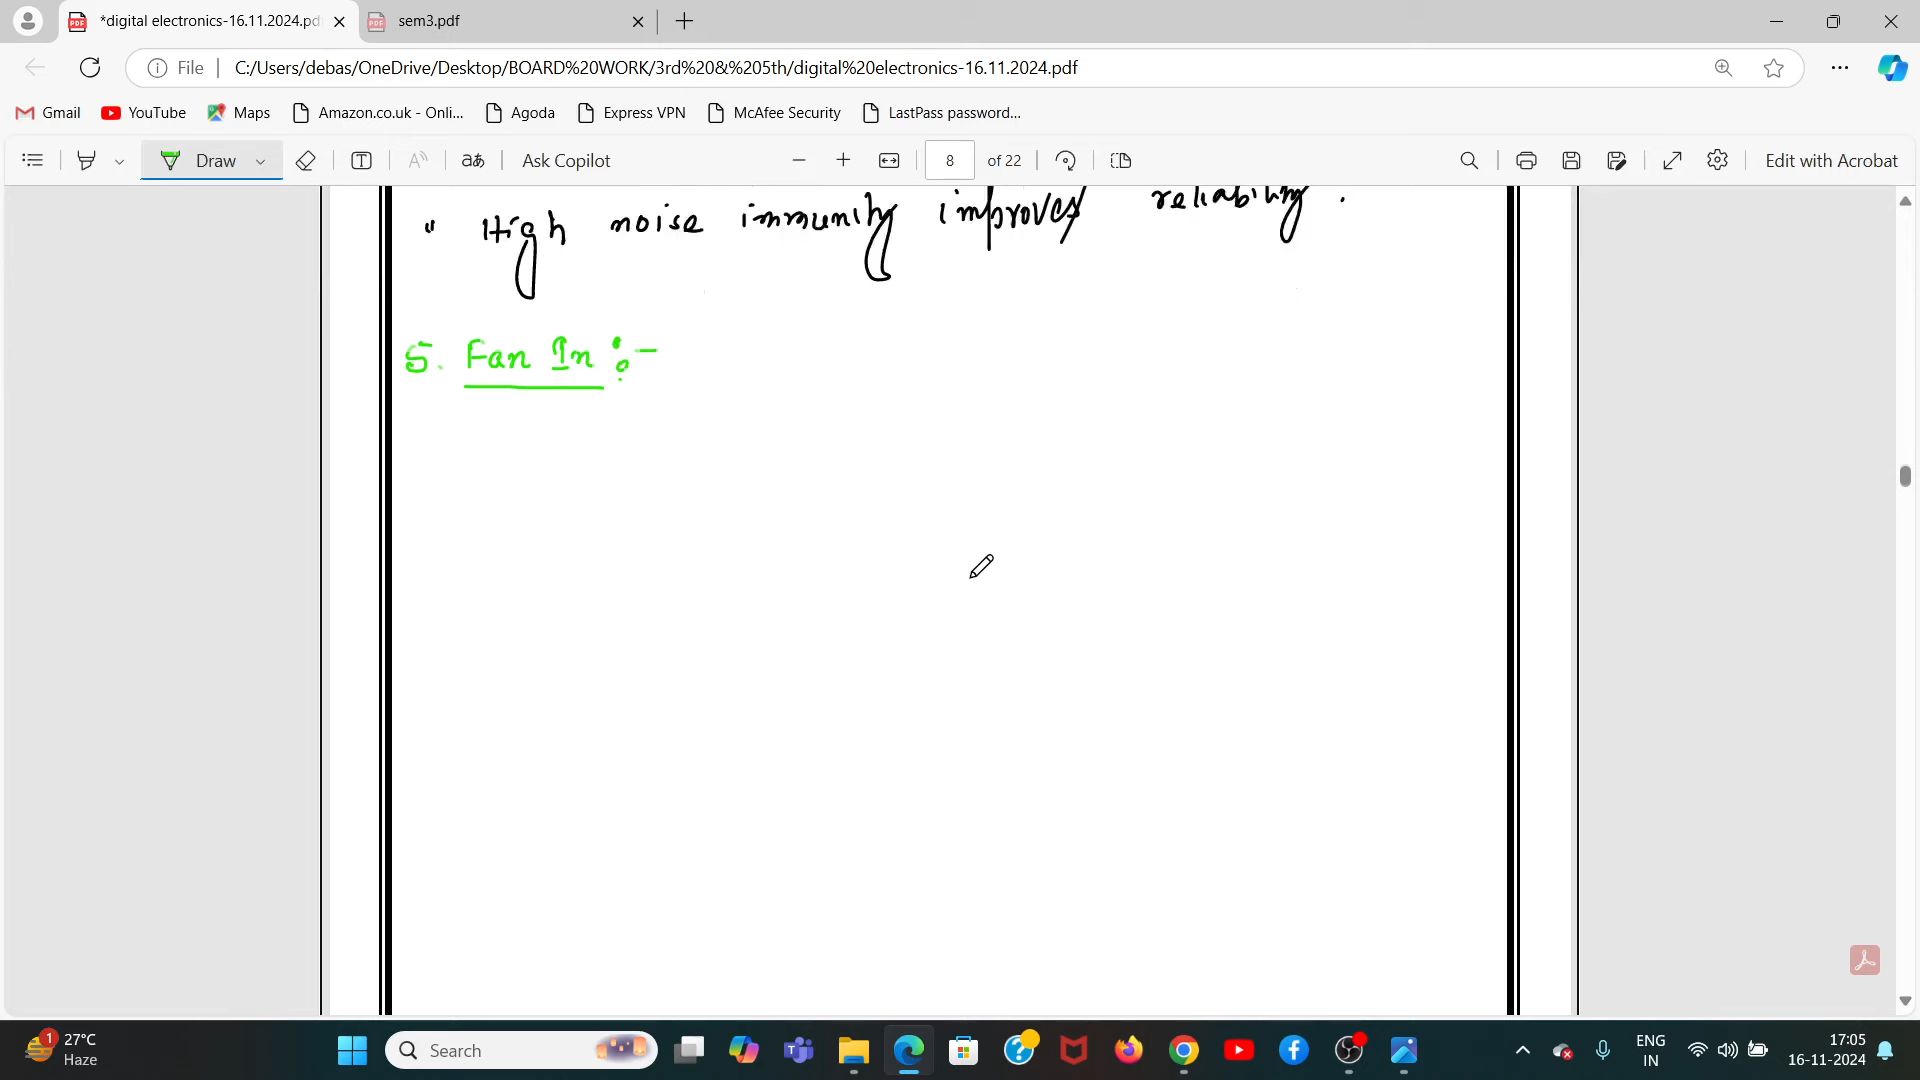 *digital electronics-16.11.2024.pd
sem3.pdf
File
C:/Users/debas/OneDrive/Desktop/BOARD%20WORK/3rd%20&%205th/digital%20electronics-16.11.2024.pdf
Gmail YouTube Maps Amazon.co.uk - Onli... Agoda Express VPN McAfee Security LastPass password...
Draw aあ Ask Copilot 8 of 22 Edit with Acrobat
" High noise immunity improves reliability.
5. Fan In :-
1 27°C Search ENG 17:05
Haze IN 16-11-2024